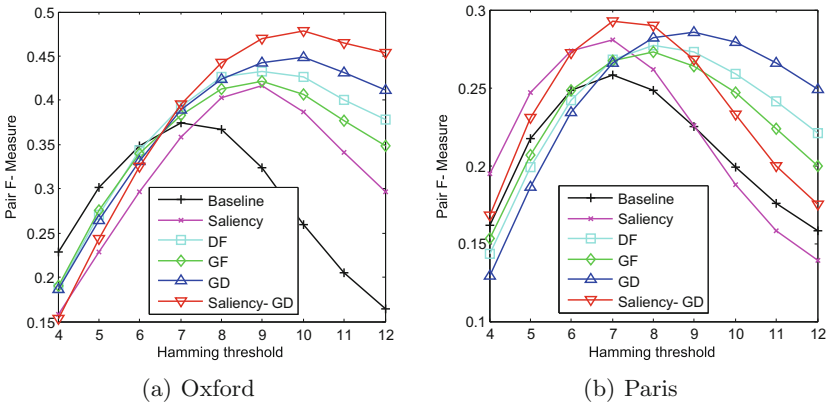 0.5
0.45
0.4
0.35
0.3
0.25
0.2
0.15
Pair F- Measure
4 5 6 7 8 9 10 11 12
Hamming threshold
Baseline
Saliency
DF
GF
GD
Saliency- GD
(a) Oxford
0.3
0.25
0.2
0.15
0.1
Pair F- Measure
4 5 6 7 8 9 10 11 12
Hamming threshold
Baseline
Saliency
DF
GF
GD
Saliency- GD
(b) Paris